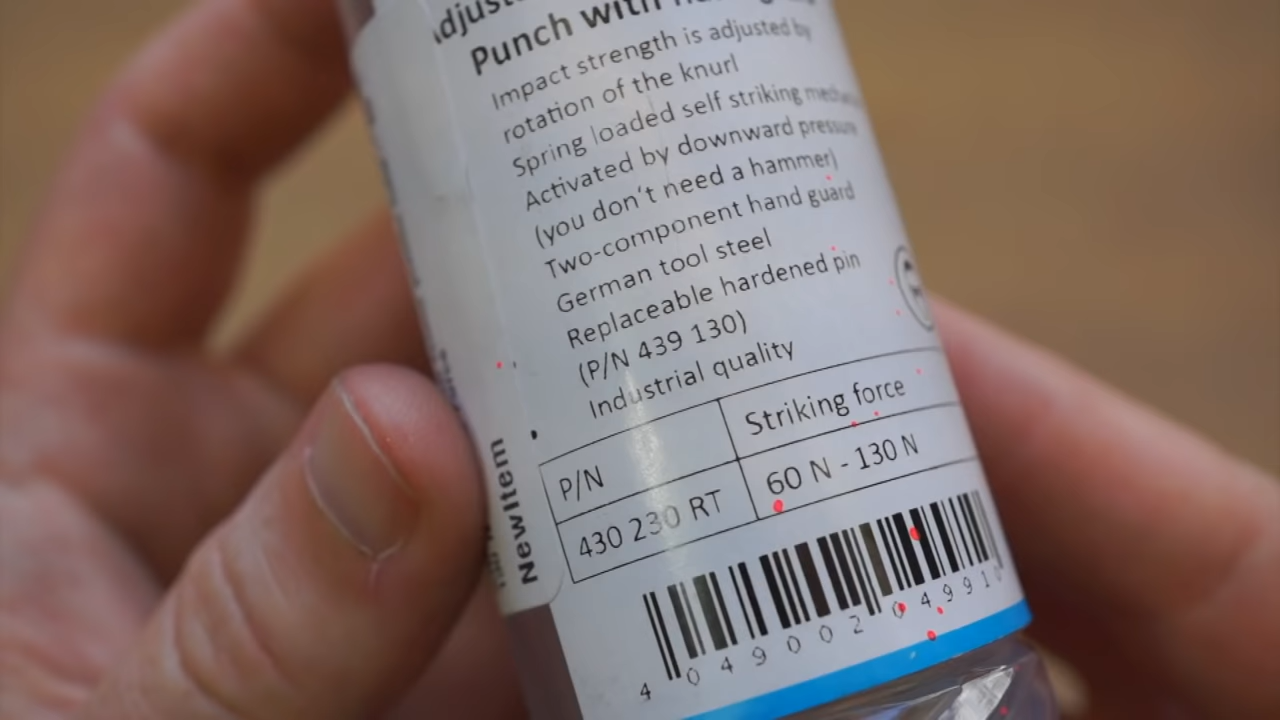 Punch with
Impact strength is adjusted by
rotation of the knurl
Spring loaded self striking
Activated by downward pressure
(you don't need a hammer)
Two-component hand guard
German tool steel
Replaceable hardened pin
(P/N 439 130)
Industrial quality
P/N Striking force
430 230 RT 60 N - 130 N
NewItem
4 049002 04991